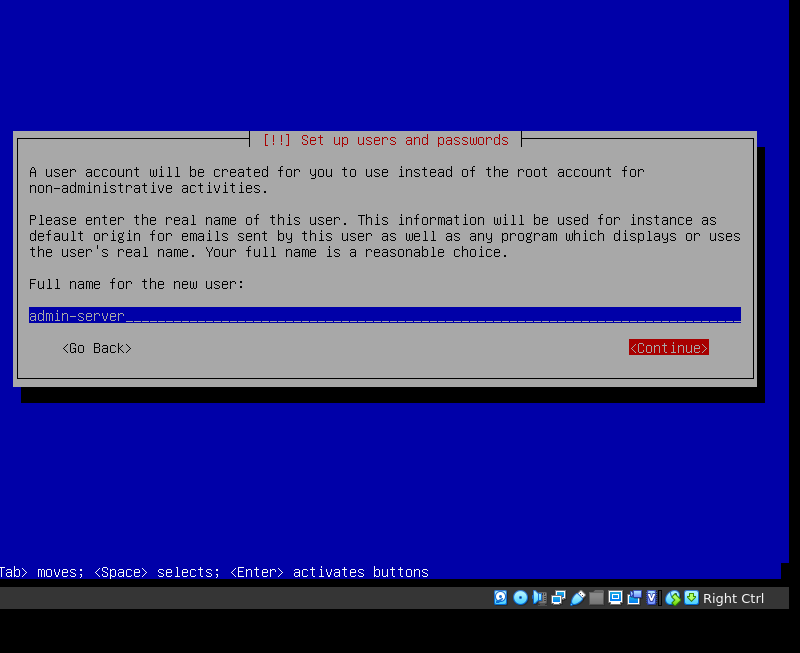 [!!] Set up users and passwords
A user account will be created for you to use instead of the root account for
non-administrative activities.
Please enter the real name of this user. This information will be used for instance as
default origin for emails sent by this user as well as any program which displays or uses
the user's real name. Your full name is a reasonable choice.
Full name for the new user:
admin-server
<Go Back> <Continue>
Tab> moves; <Space> selects; <Enter> activates buttons
Right Ctrl